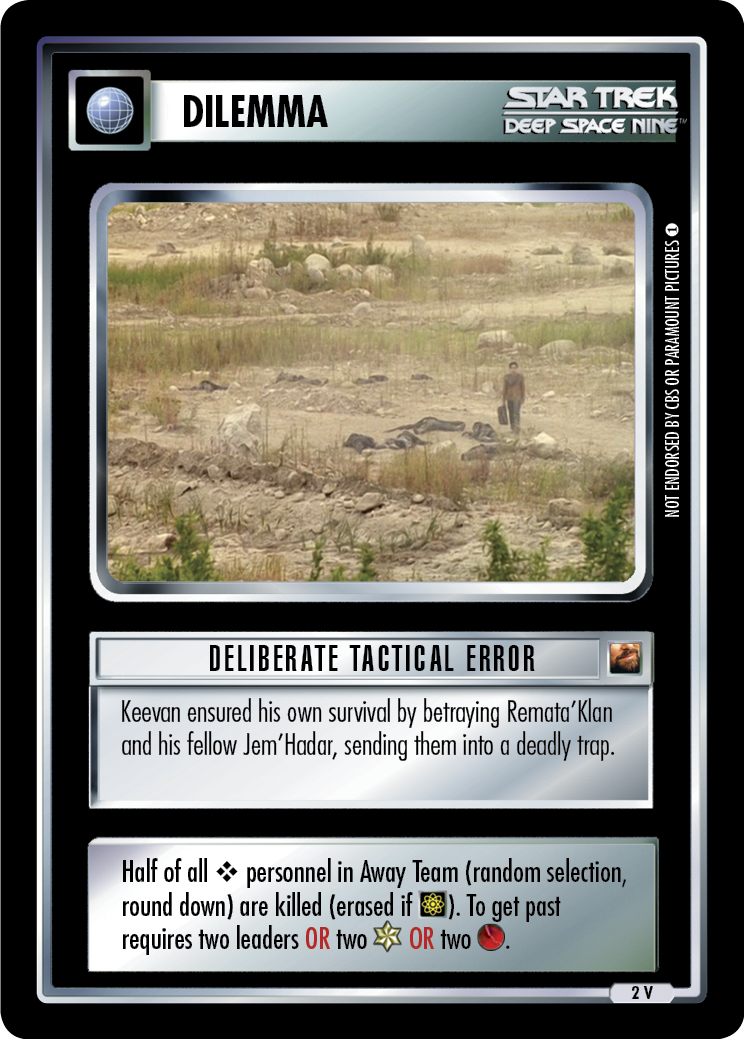 DILEMMA
STAR TREK
DEEP SPACE NINE™
NOT ENDORSED BY CBS OR PARAMOUNT PICTURES 1
DELIBERATE TACTICAL ERROR
Keevan ensured his own survival by betraying Remata'Klan
and his fellow Jem'Hadar, sending them into a deadly trap.
Half of all ❖ personnel in Away Team (random selection,
round down) are killed (erased if ). To get past
requires two leaders OR two OR two .
2 V